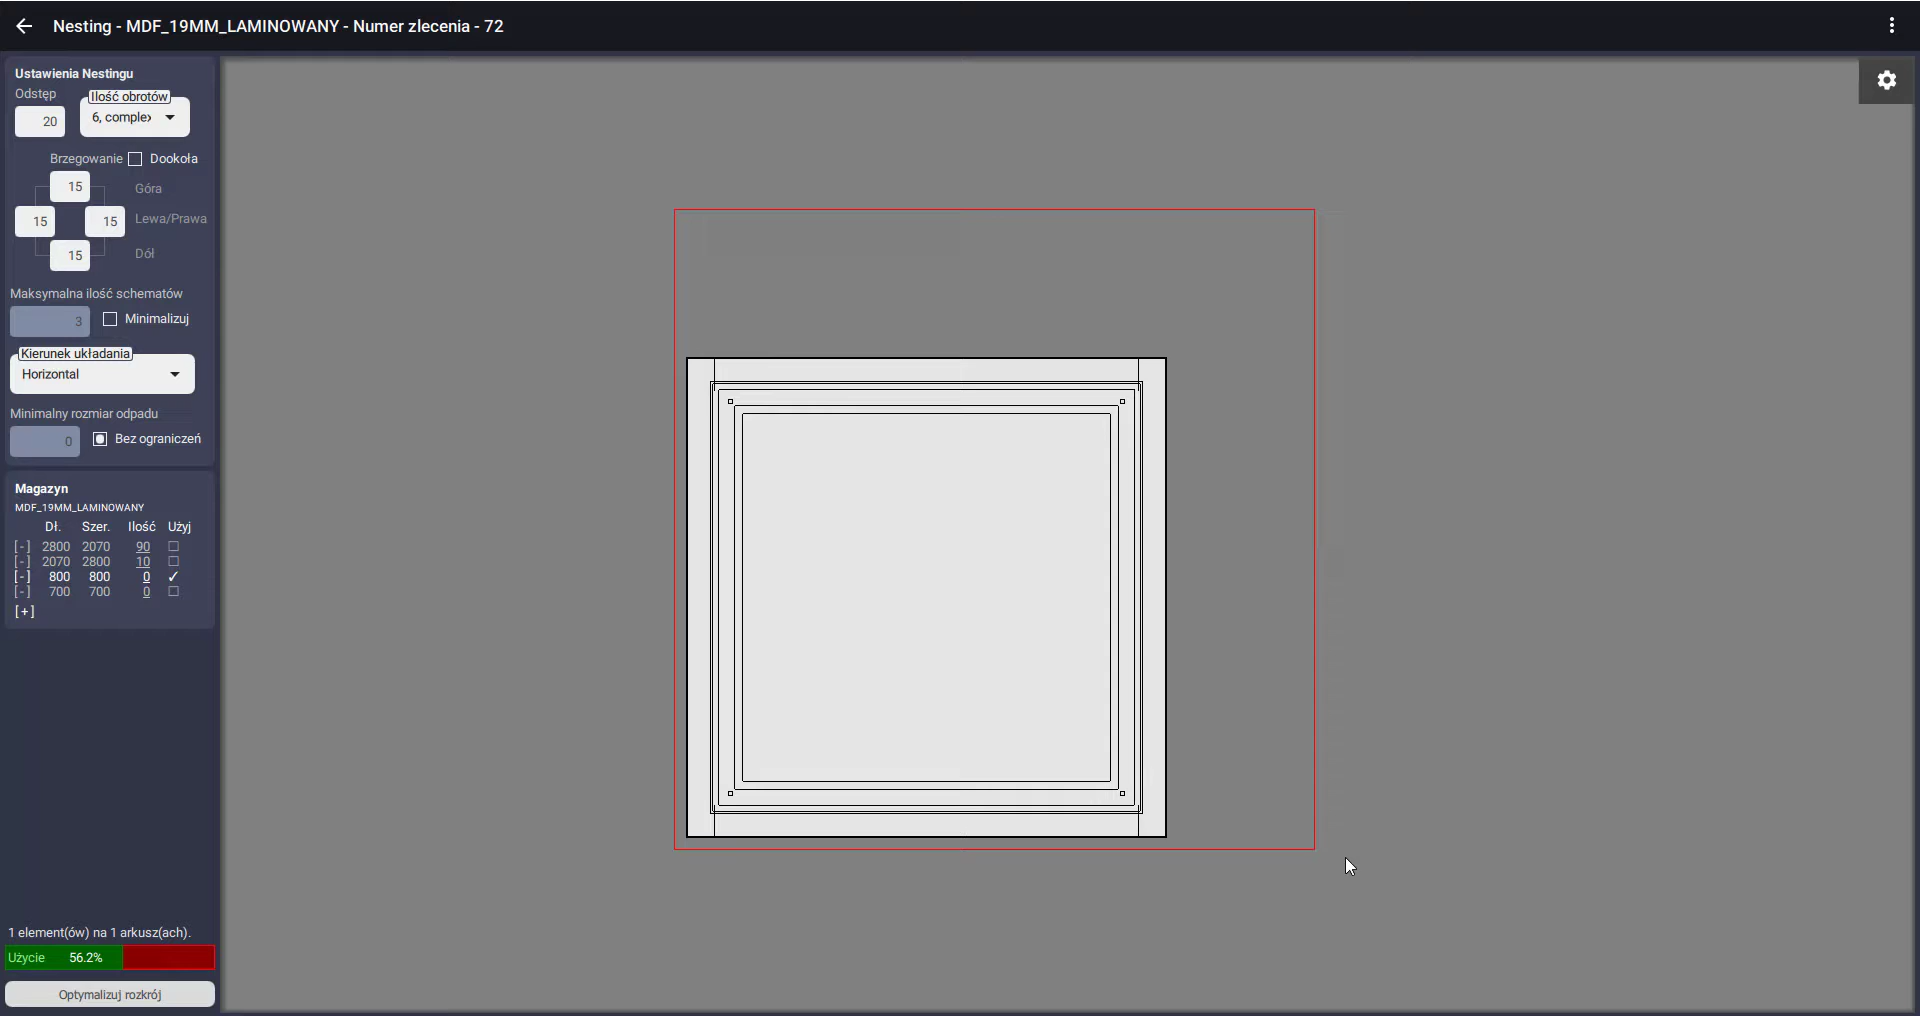 Nesting - MDF_19MM_LAMINOWANY - Numer zlecenia - 72
Ustawienia Nestingu
Odstęp
Ilość obrotów
20
6, complex
Brzegowanie Dookoła
15
Góra
15
15
Lewa/Prawa
15
Dół
Maksymalna ilość schematów
3
Minimalizuj
Kierunek układania
Horizontal
Minimalny rozmiar odpadu
0
Bez ograniczeń
Magazyn
MDF_19MM_LAMINOWANY
Dł. Szer. Ilość Użyj
[-] 2800 2070 90
[-] 2070 2800 10
[-] 800 800 0 ✓
[-] 700 700 0
[+]
1 element(ów) na 1 arkusz(ach).
Użycie 56.2%
Optymalizuj rozkrój